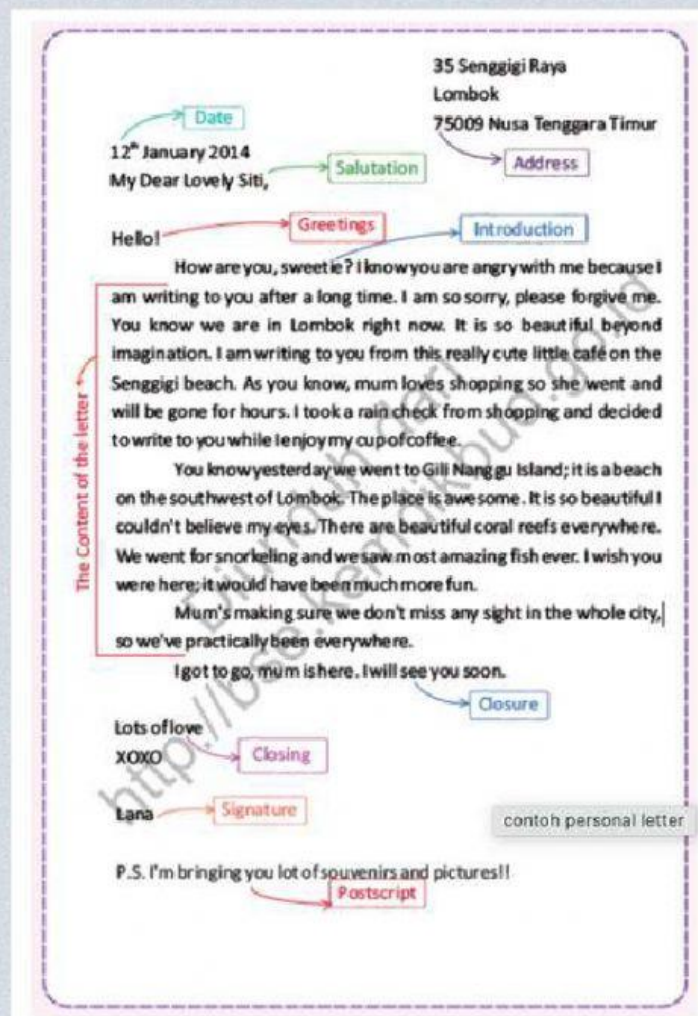 35 Senggigi Raya
Lombok
75009 Nusa Tenggara Timur
Address
Date
12th January 2014
My Dear Lovely Siti,
Salutation
Hello!
Greetings
Introduction
The Content of the letter
How are you, sweetie? I know you are angry with me because I
am writing to you after a long time. I am so sorry, please forgive me.
You know we are in Lombok right now. It is so beautiful beyond
imagination. I am writing to you from this really cute little café on the
Senggigi beach. As you know, mum loves shopping so she went and
will be gone for hours. I took a rain check from shopping and decided
to write to you while I enjoy my cup of coffee.
You know yesterday we went to Gili Nanggu Island; it is a beach
on the southwest of Lombok. The place is awesome. It is so beautiful I
couldn't believe my eyes. There are beautiful coral reefs everywhere.
We went for snorkeling and we saw most amazing fish ever. I wish you
were here; it would have been much more fun.
Mum's making sure we don't miss any sight in the whole city,
so we've practically been everywhere.
I got to go, mum is here. I will see you soon.
Closure
Lots of love
XOXO
Closing
Lana
Signature
contoh personal letter
P.S. I'm bringing you lot of souvenirs and pictures!!
Postscript
Diunduh dari
http://bse.kemdikbud.go.id